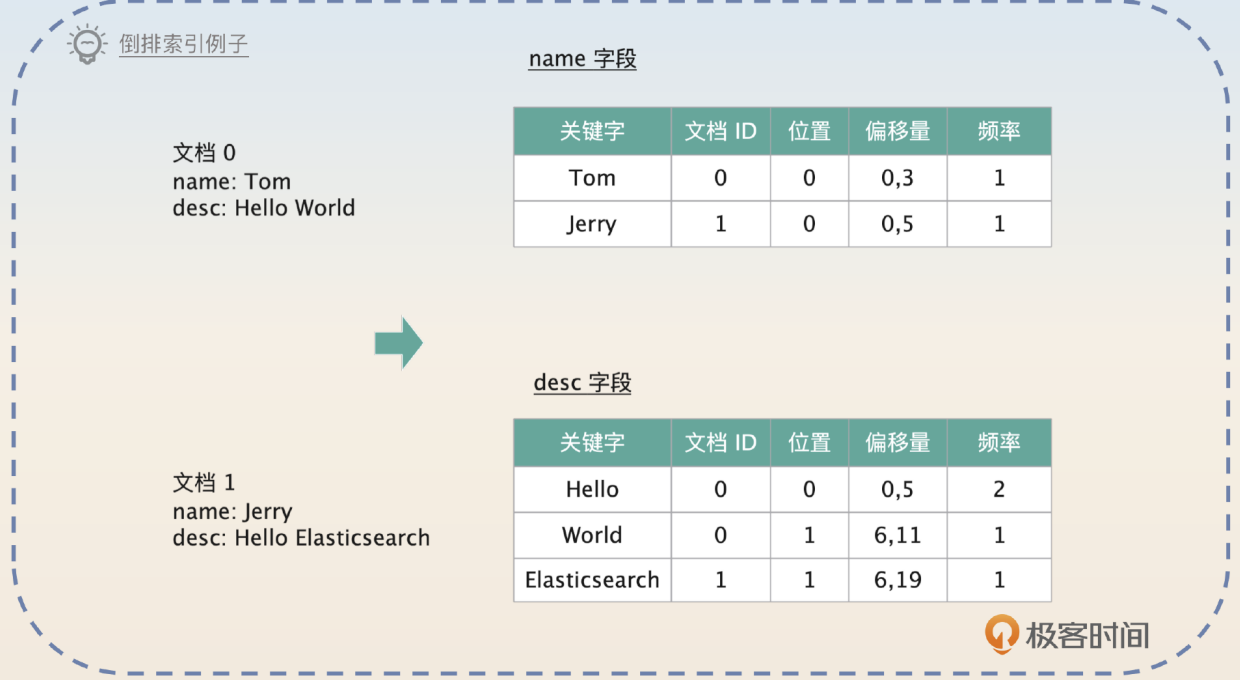 倒排索引例子
文档 0
name: Tom
desc: Hello World
文档 1
name: Jerry
desc: Hello Elasticsearch
name 字段
关键字 文档 ID 位置 偏移量 频率
Tom 0 0 0,3 1
Jerry 1 0 0,5 1
desc 字段
关键字 文档 ID 位置 偏移量 频率
Hello 0 0 0,5 2
World 0 1 6,11 1
Elasticsearch 1 1 6,19 1
极客时间